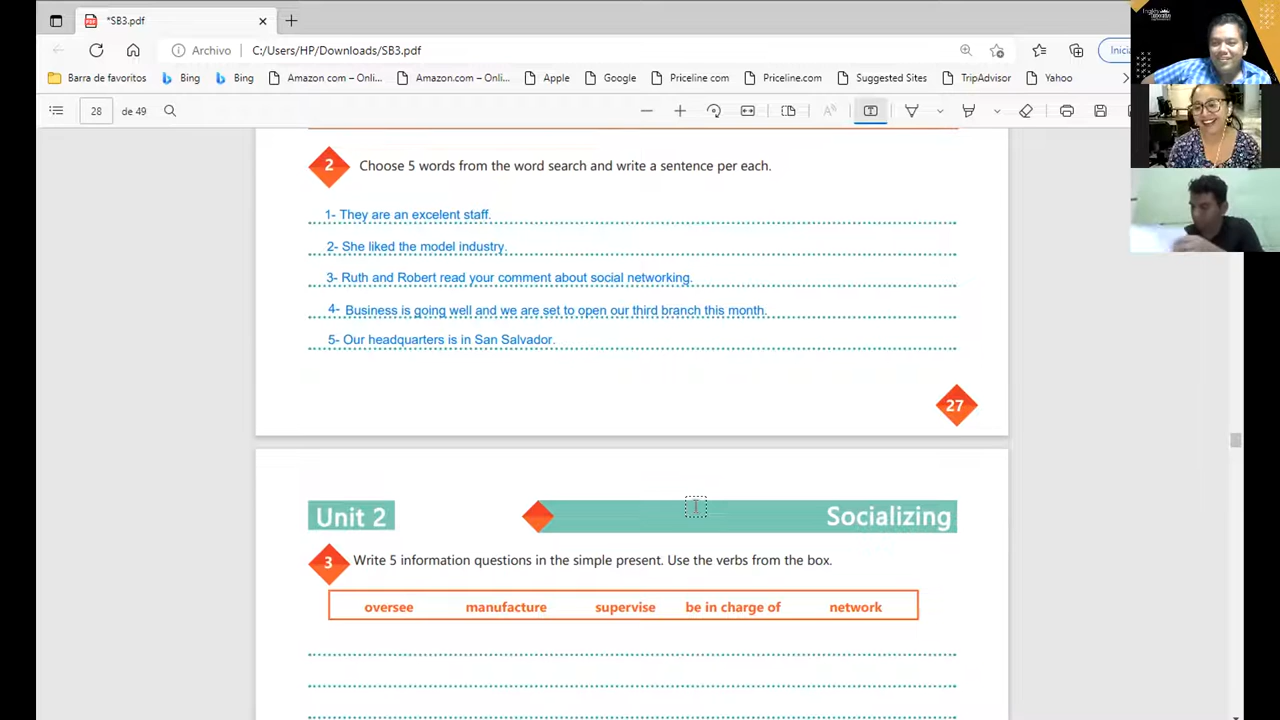 *SB3.pdf
Archivo
C:/Users/HP/Downloads/SB3.pdf
Inicia
Barra de favoritos
Bing
Bing
Amazon com – Onli...
Amazon.com – Onli...
Apple
Google
Priceline.com
Priceline.com
Suggested Sites
TripAdvisor
Yahoo
28
de 49
2
Choose 5 words from the word search and write a sentence per each.
1- They are an excelent staff.
2- She liked the model industry.
3- Ruth and Robert read your comment about social networking.
4- Business is going well and we are set to open our third branch this month.
5- Our headquarters is in San Salvador.
27
Unit 2
Socializing
3
Write 5 information questions in the simple present. Use the verbs from the box.
oversee manufacture supervise be in charge of network